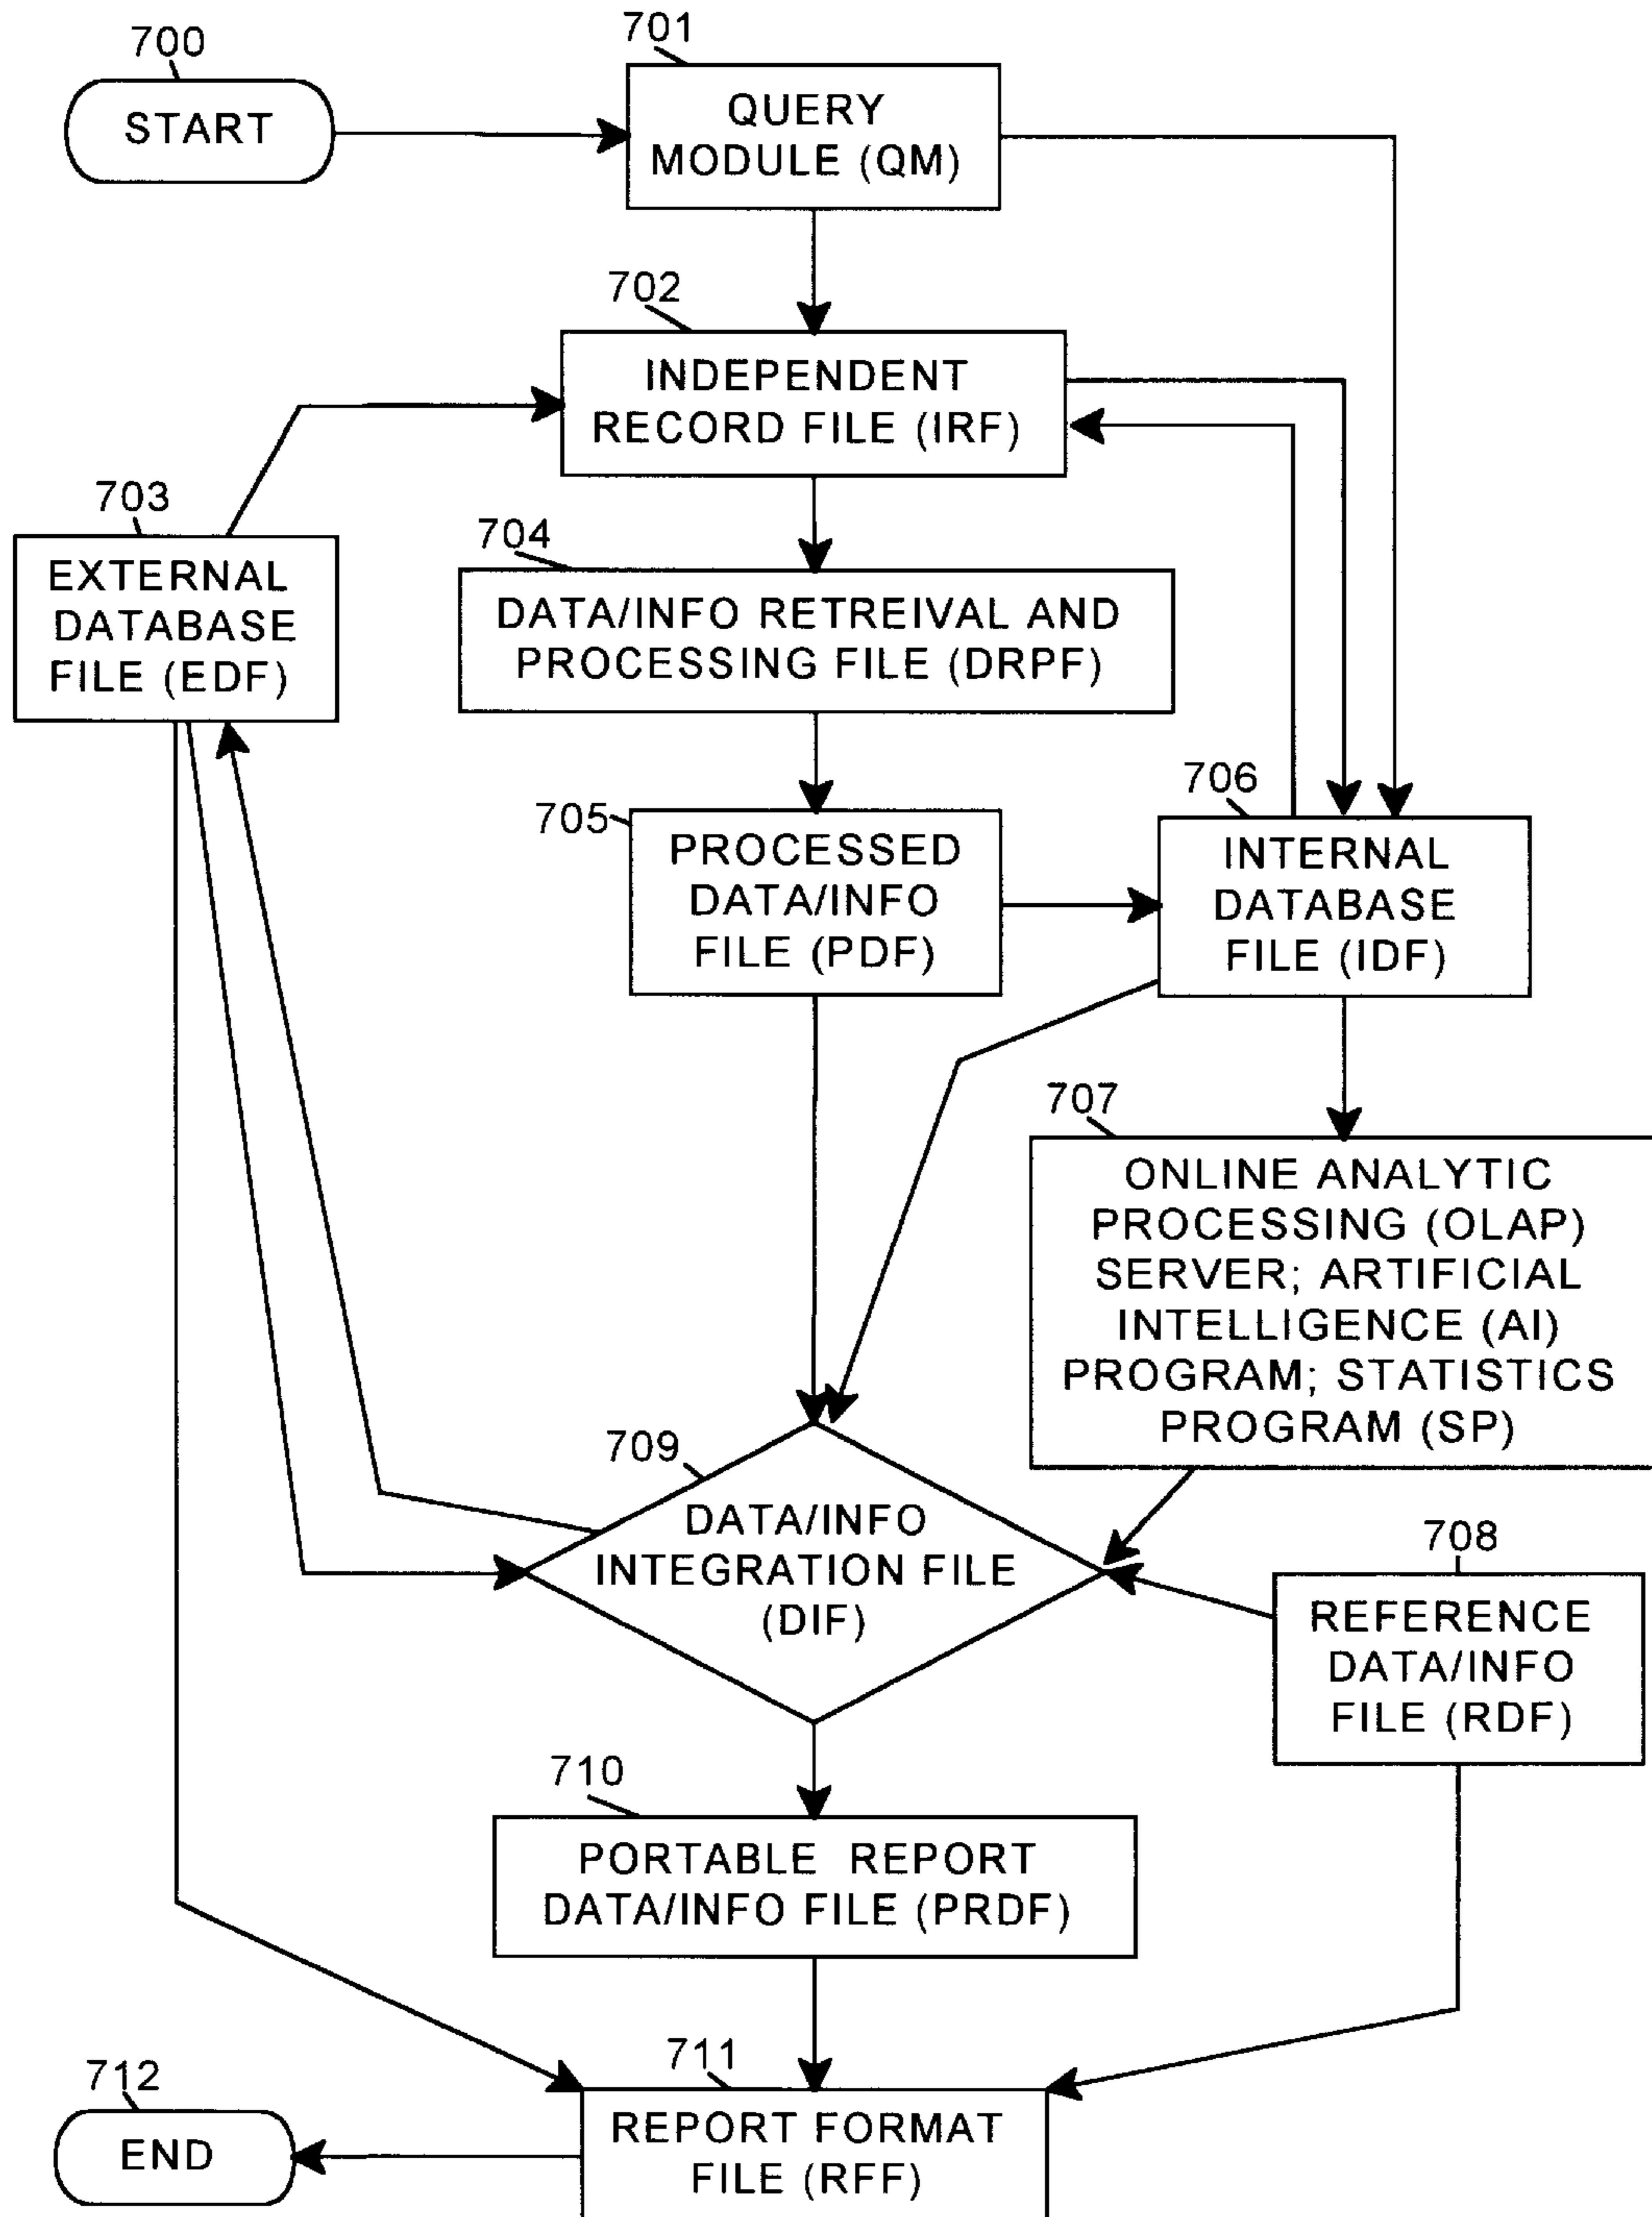 700
START
701
QUERY
MODULE (QM)
702
INDEPENDENT
RECORD FILE (IRF)
703
EXTERNAL
DATABASE
FILE (EDF)
704
DATA/INFO RETREIVAL AND
PROCESSING FILE (DRPF)
705
PROCESSED
DATA/INFO
FILE (PDF)
706
INTERNAL
DATABASE
FILE (IDF)
707
ONLINE ANALYTIC
PROCESSING (OLAP)
SERVER; ARTIFICIAL
INTELLIGENCE (AI)
PROGRAM; STATISTICS
PROGRAM (SP)
709
DATA/INFO
INTEGRATION FILE
(DIF)
708
REFERENCE
DATA/INFO
FILE (RDF)
710
PORTABLE REPORT
DATA/INFO FILE (PRDF)
711
REPORT FORMAT
FILE (RFF)
712
END